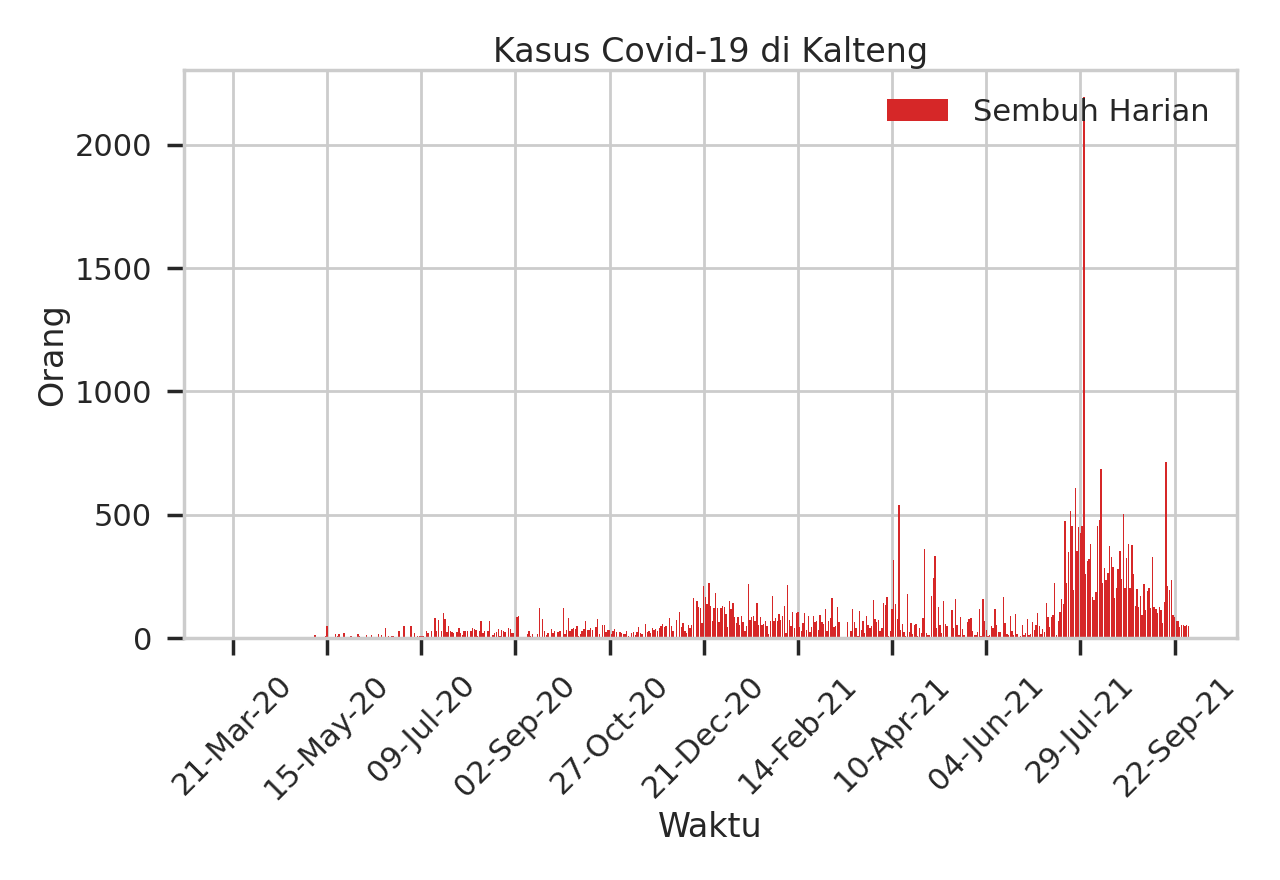 Kasus Covid-19 di Kalteng
Sembuh Harian
2000
1500
1000
500
0
Orang
21-Mar-20
15-May-20
09-Jul-20
02-Sep-20
27-Oct-20
21-Dec-20
14-Feb-21
10-Apr-21
04-Jun-21
29-Jul-21
22-Sep-21
Waktu